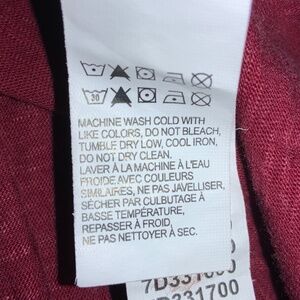 30
MACHINE WASH COLD WITH
LIKE COLORS, DO NOT BLEACH,
TUMBLE DRY LOW, COOL IRON,
DO NOT DRY CLEAN.
LAVER À LA MACHINE À L'EAU
FROIDE AVEC COULEURS
SIMILAIRES, NE PAS JAVELLISER,
SÉCHER PAR CULBUTAGE À
BASSE TEMPÉRATURE,
REPASSER À FROID,
NE PAS NETTOYER À SEC.